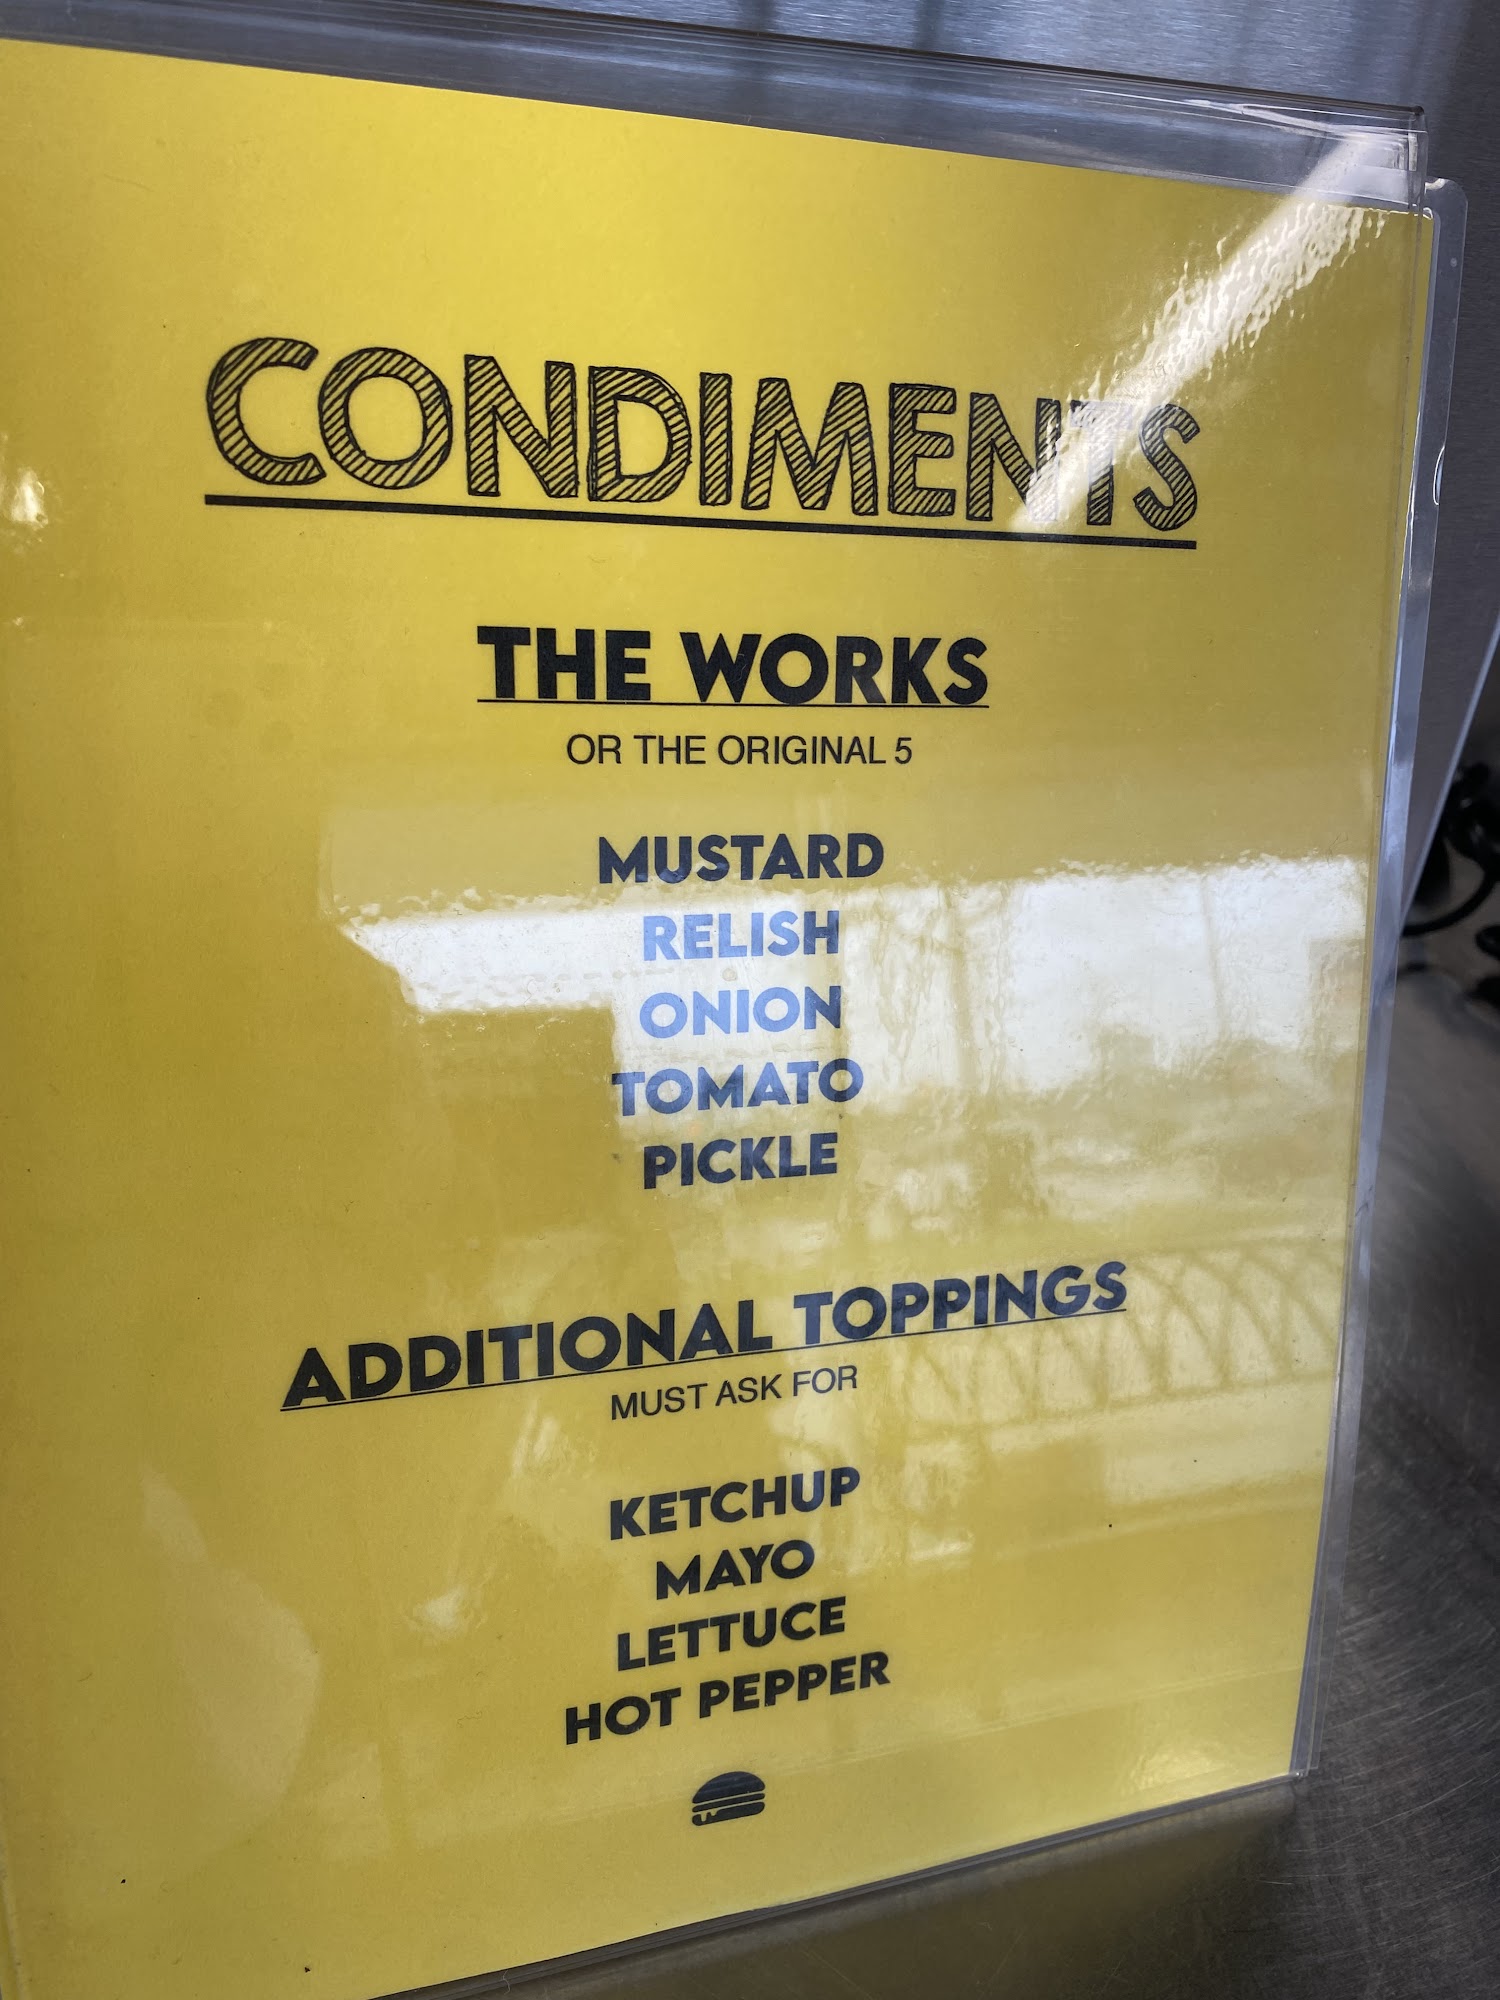 CONDIMENTS
THE WORKS
OR THE ORIGINAL 5
MUSTARD
RELISH
ONION
TOMATO
PICKLE
ADDITIONAL TOPPINGS
MUST ASK FOR
KETCHUP
MAYO
LETTUCE
HOT PEPPER